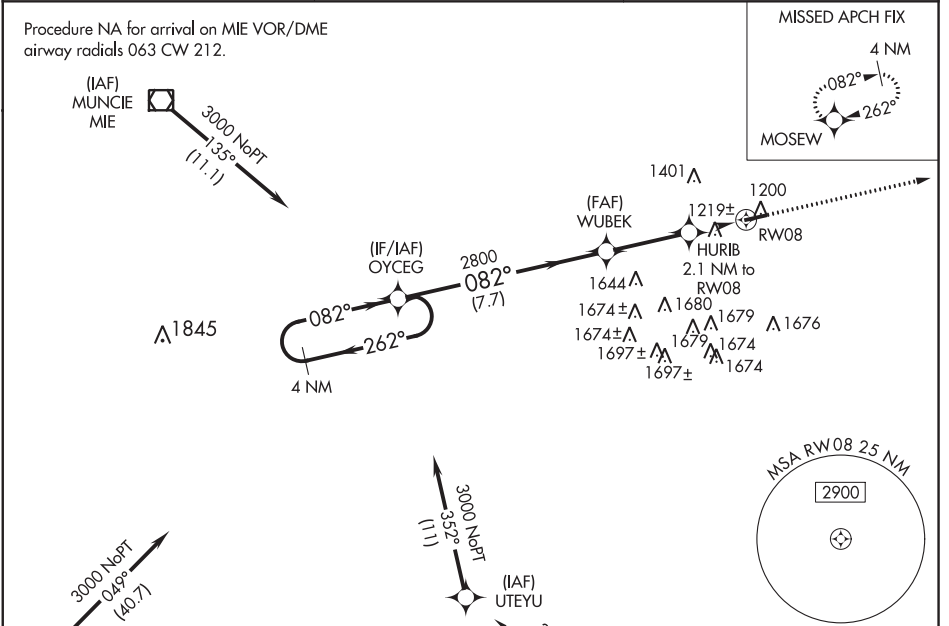 Procedure NA for arrival on MIE VOR/DME
airway radials 063 CW 212.
MISSED APCH FIX
4 NM
082°
262°
MOSEW
(IAF)
MUNCIE
MIE
3000 NoPT
135°
(11.1)
1401
(FAF)
WUBEK
1219±
1200
RW08
HURIB
2.1 NM to
RW08
(IF/IAF)
OYCEG
2800
082°
(7.7)
082°
262°
4 NM
1845
1644
1674±
1674±
1697±
1697±
1680
1679
1679
1674
1674
1676
MSA RW08 25 NM
2900
3000 NoPT
352°
(11)
(IAF)
UTEYU
3000 NoPT
049°
(40.7)